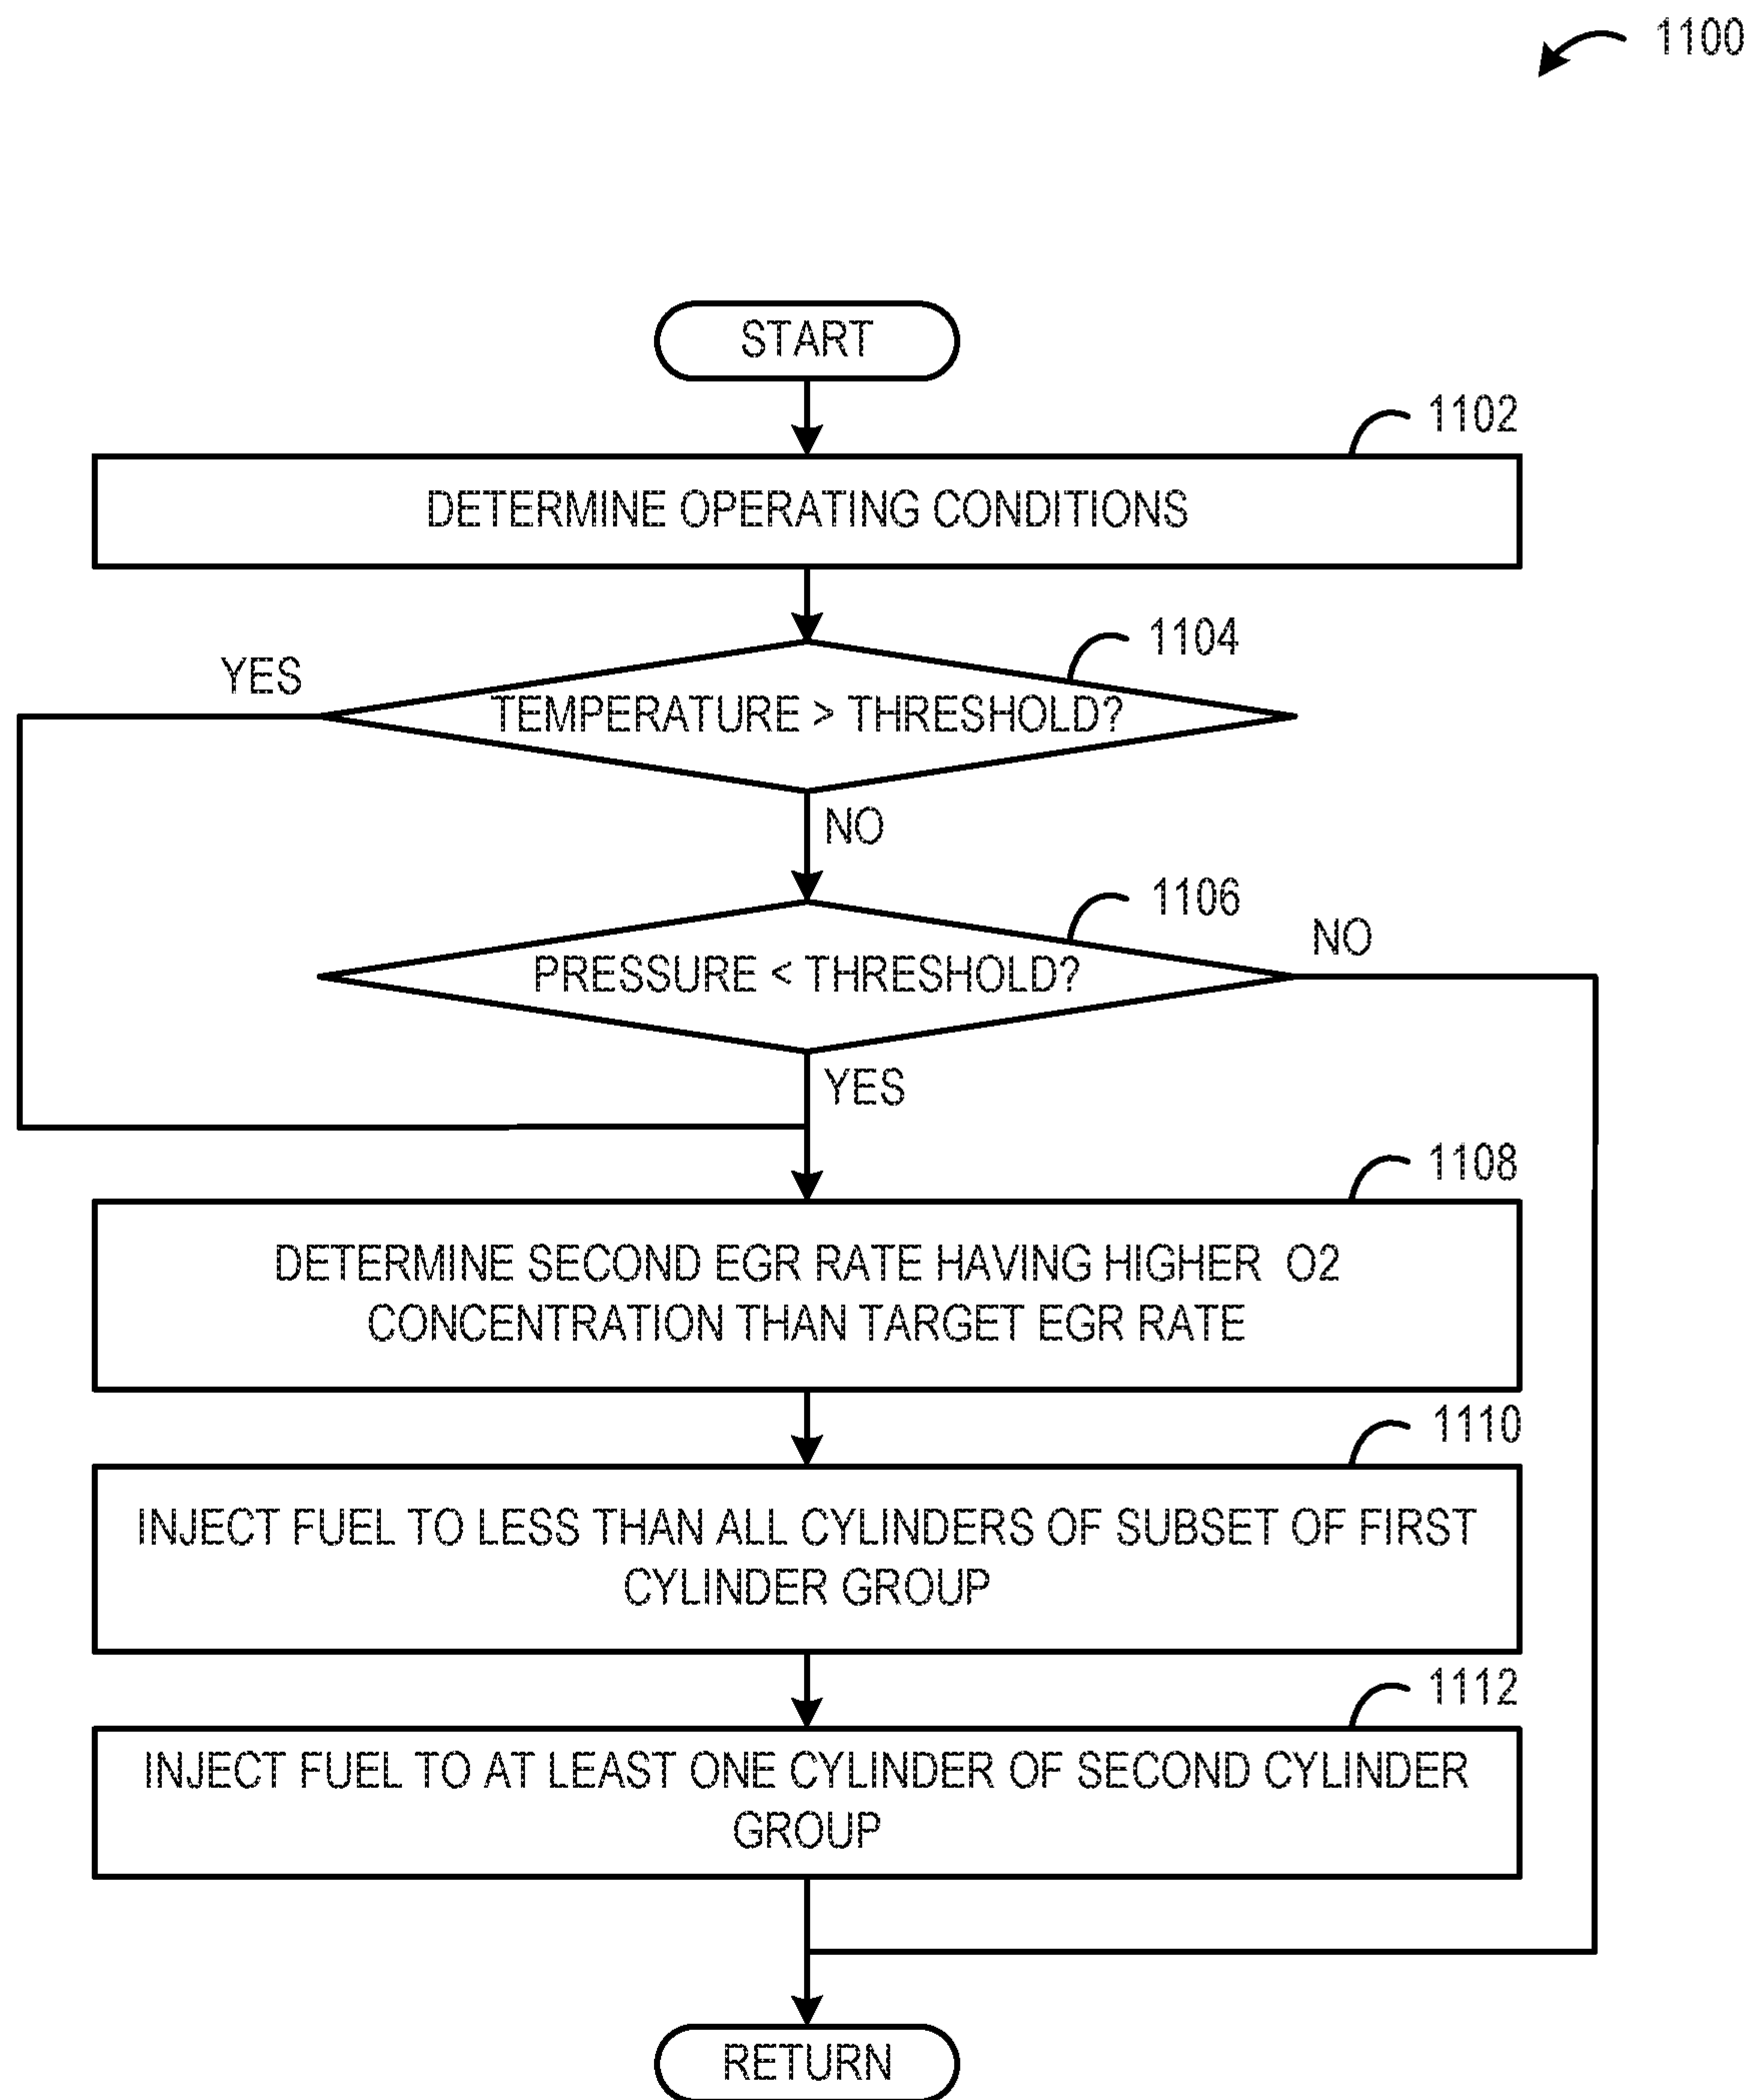 1100
START
1102
DETERMINE OPERATING CONDITIONS
1104
YES
TEMPERATURE > THRESHOLD?
NO
1106
NO
PRESSURE < THRESHOLD?
YES
1108
DETERMINE SECOND EGR RATE HAVING HIGHER O2
CONCENTRATION THAN TARGET EGR RATE
1110
INJECT FUEL TO LESS THAN ALL CYLINDERS OF SUBSET OF FIRST
CYLINDER GROUP
1112
INJECT FUEL TO AT LEAST ONE CYLINDER OF SECOND CYLINDER
GROUP
RETURN